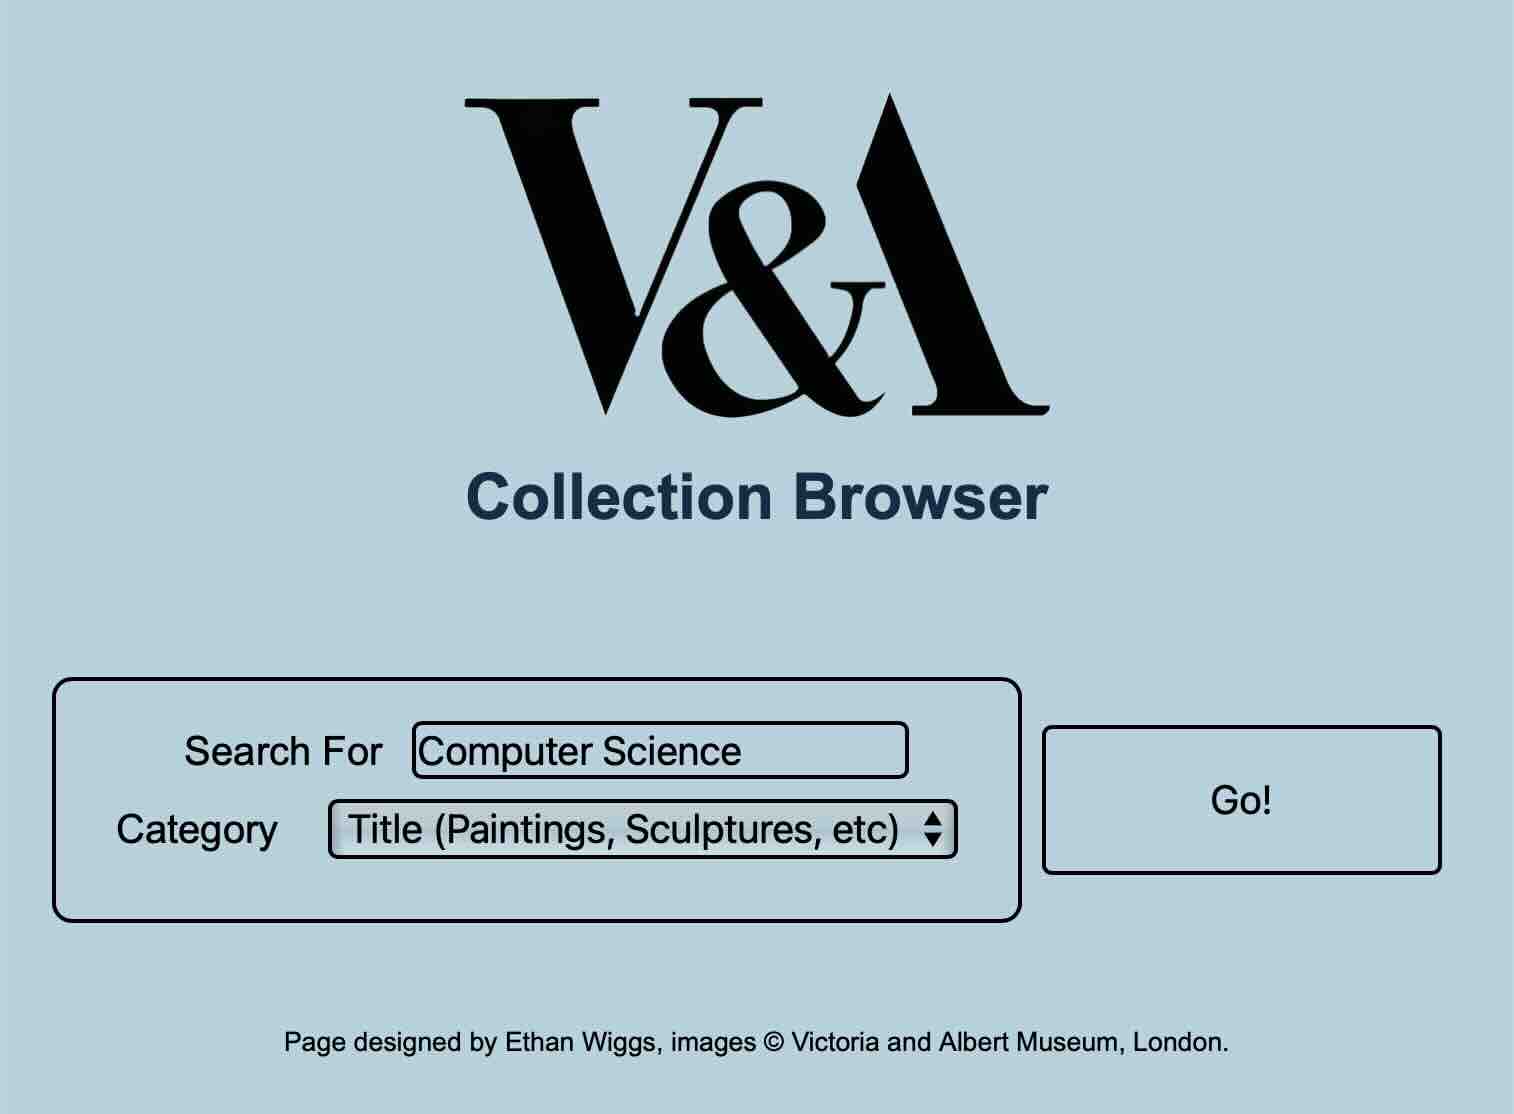 V&A
Collection Browser
Search For Computer Science
Category Title (Paintings, Sculptures, etc)
Go!
Page designed by Ethan Wiggs, images © Victoria and Albert Museum, London.